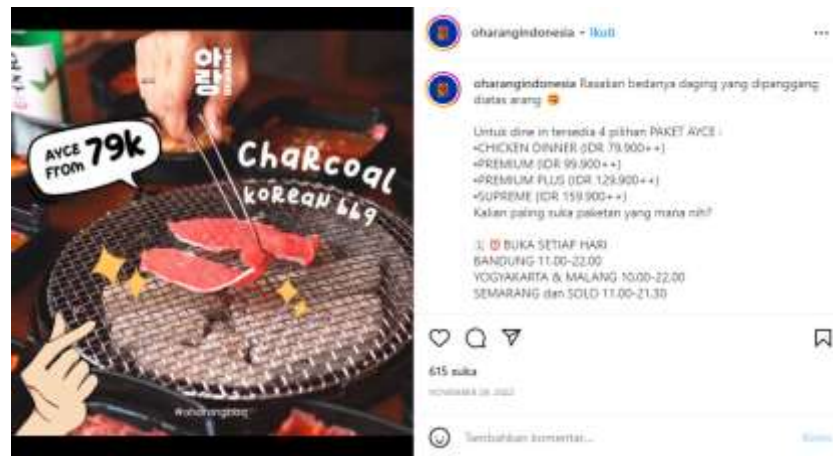 아랑
AYCE
From 79k
ChaRcoal
koReaN bbq
#oharangbbq
oharangindonesia • Ikuti
oharangindonesia Rasakan bedanya daging yang dipanggang
diatas arang
Untuk dine in tersedia 4 pilihan PAKET AYCE :
•CHICKEN DINNER (IDR 79.900++)
•PREMIUM (IDR 99.900++)
•PREMIUM PLUS (IDR 129.900++)
•SUPREME (IDR 159.900++)
Kalian paling suka paketan yang mana nih?
BUKA SETIAP HARI
BANDUNG 11.00-22.00
YOGYAKARTA & MALANG 10.00-22.00
SEMARANG dan SOLO 11.00-21.30
615 suka
NOVEMBER 2022
Tambahkan komentar...
Kirim